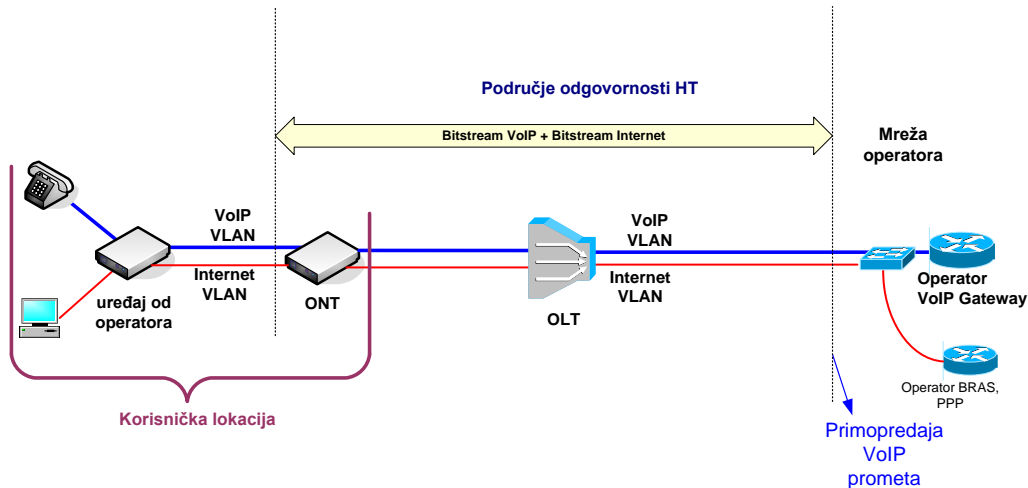 Područje odgovornosti HT
Bitstream VoIP + Bitstream Internet
Mreža
operatora
VoIP
VLAN
Internet
VLAN
uređaj od
operatora
ONT
OLT
VoIP
VLAN
Internet
VLAN
Operator
VoIP Gateway
Operator BRAS,
PPP
Korisnička lokacija
Primopredaja
VoIP
prometa